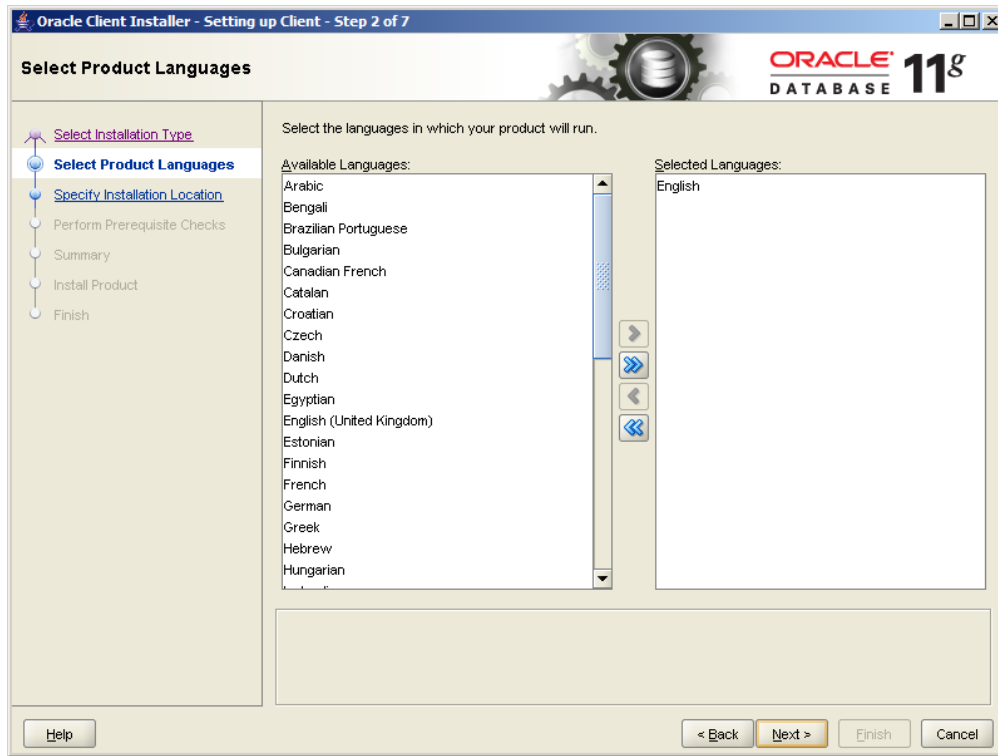 Oracle Client Installer - Setting up Client - Step 2 of 7
Select Product Languages
ORACLE
DATABASE
11g
Select Installation Type
Select Product Languages
Specify Installation Location
Perform Prerequisite Checks
Summary
Install Product
Finish
Select the languages in which your product will run.
Available Languages:
Arabic
Bengali
Brazilian Portuguese
Bulgarian
Canadian French
Catalan
Croatian
Czech
Danish
Dutch
Egyptian
English (United Kingdom)
Estonian
Finnish
French
German
Greek
Hebrew
Hungarian
Selected Languages:
English
Help
< Back
Next >
Finish
Cancel